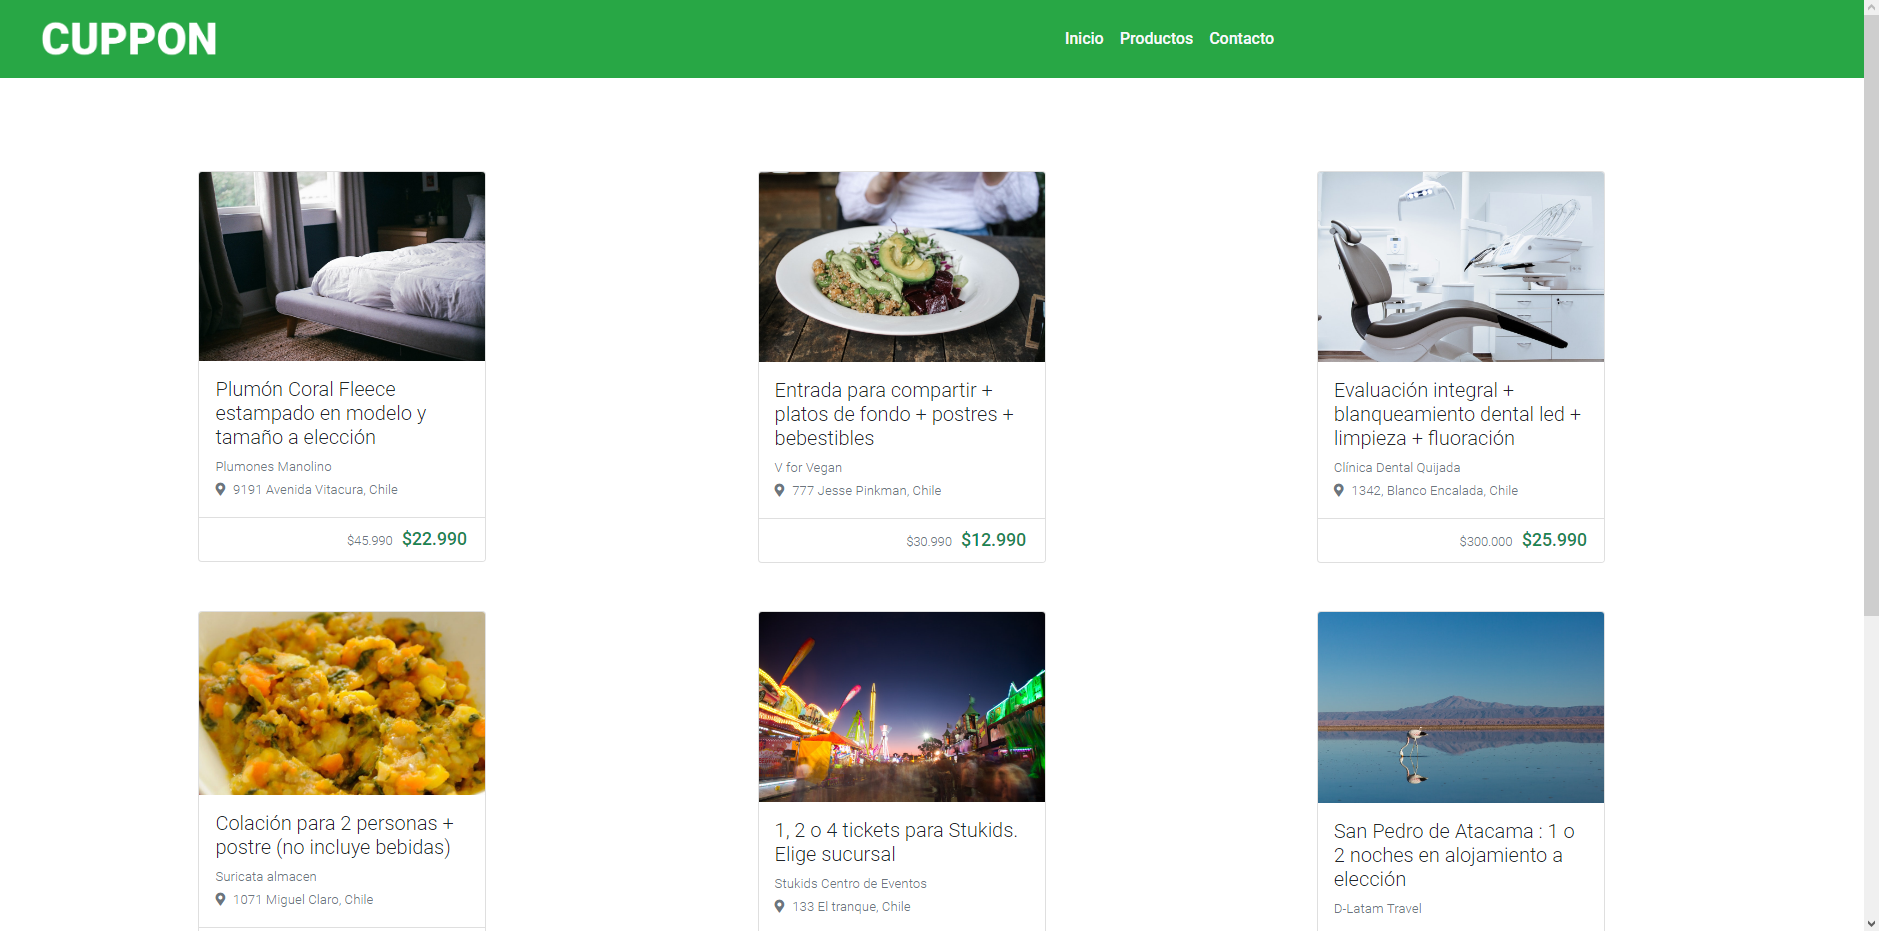 CUPPON
Inicio Productos Contacto
Plumón Coral Fleece
estampado en modelo y
tamaño a elección
Plumones Manolino
9191 Avenida Vitacura, Chile
$45.990 $22.990
Entrada para compartir +
platos de fondo + postres +
bebestibles
V for Vegan
777 Jesse Pinkman, Chile
$30.990 $12.990
Evaluación integral +
blanqueamiento dental led +
limpieza + fluoración
Clínica Dental Quijada
1342, Blanco Encalada, Chile
$300.000 $25.990
Colación para 2 personas +
postre (no incluye bebidas)
Suricata almacen
1071 Miguel Claro, Chile
1, 2 o 4 tickets para Stukids.
Elige sucursal
Stukids Centro de Eventos
133 El tranque, Chile
San Pedro de Atacama : 1 o
2 noches en alojamiento a
elección
D-Latam Travel